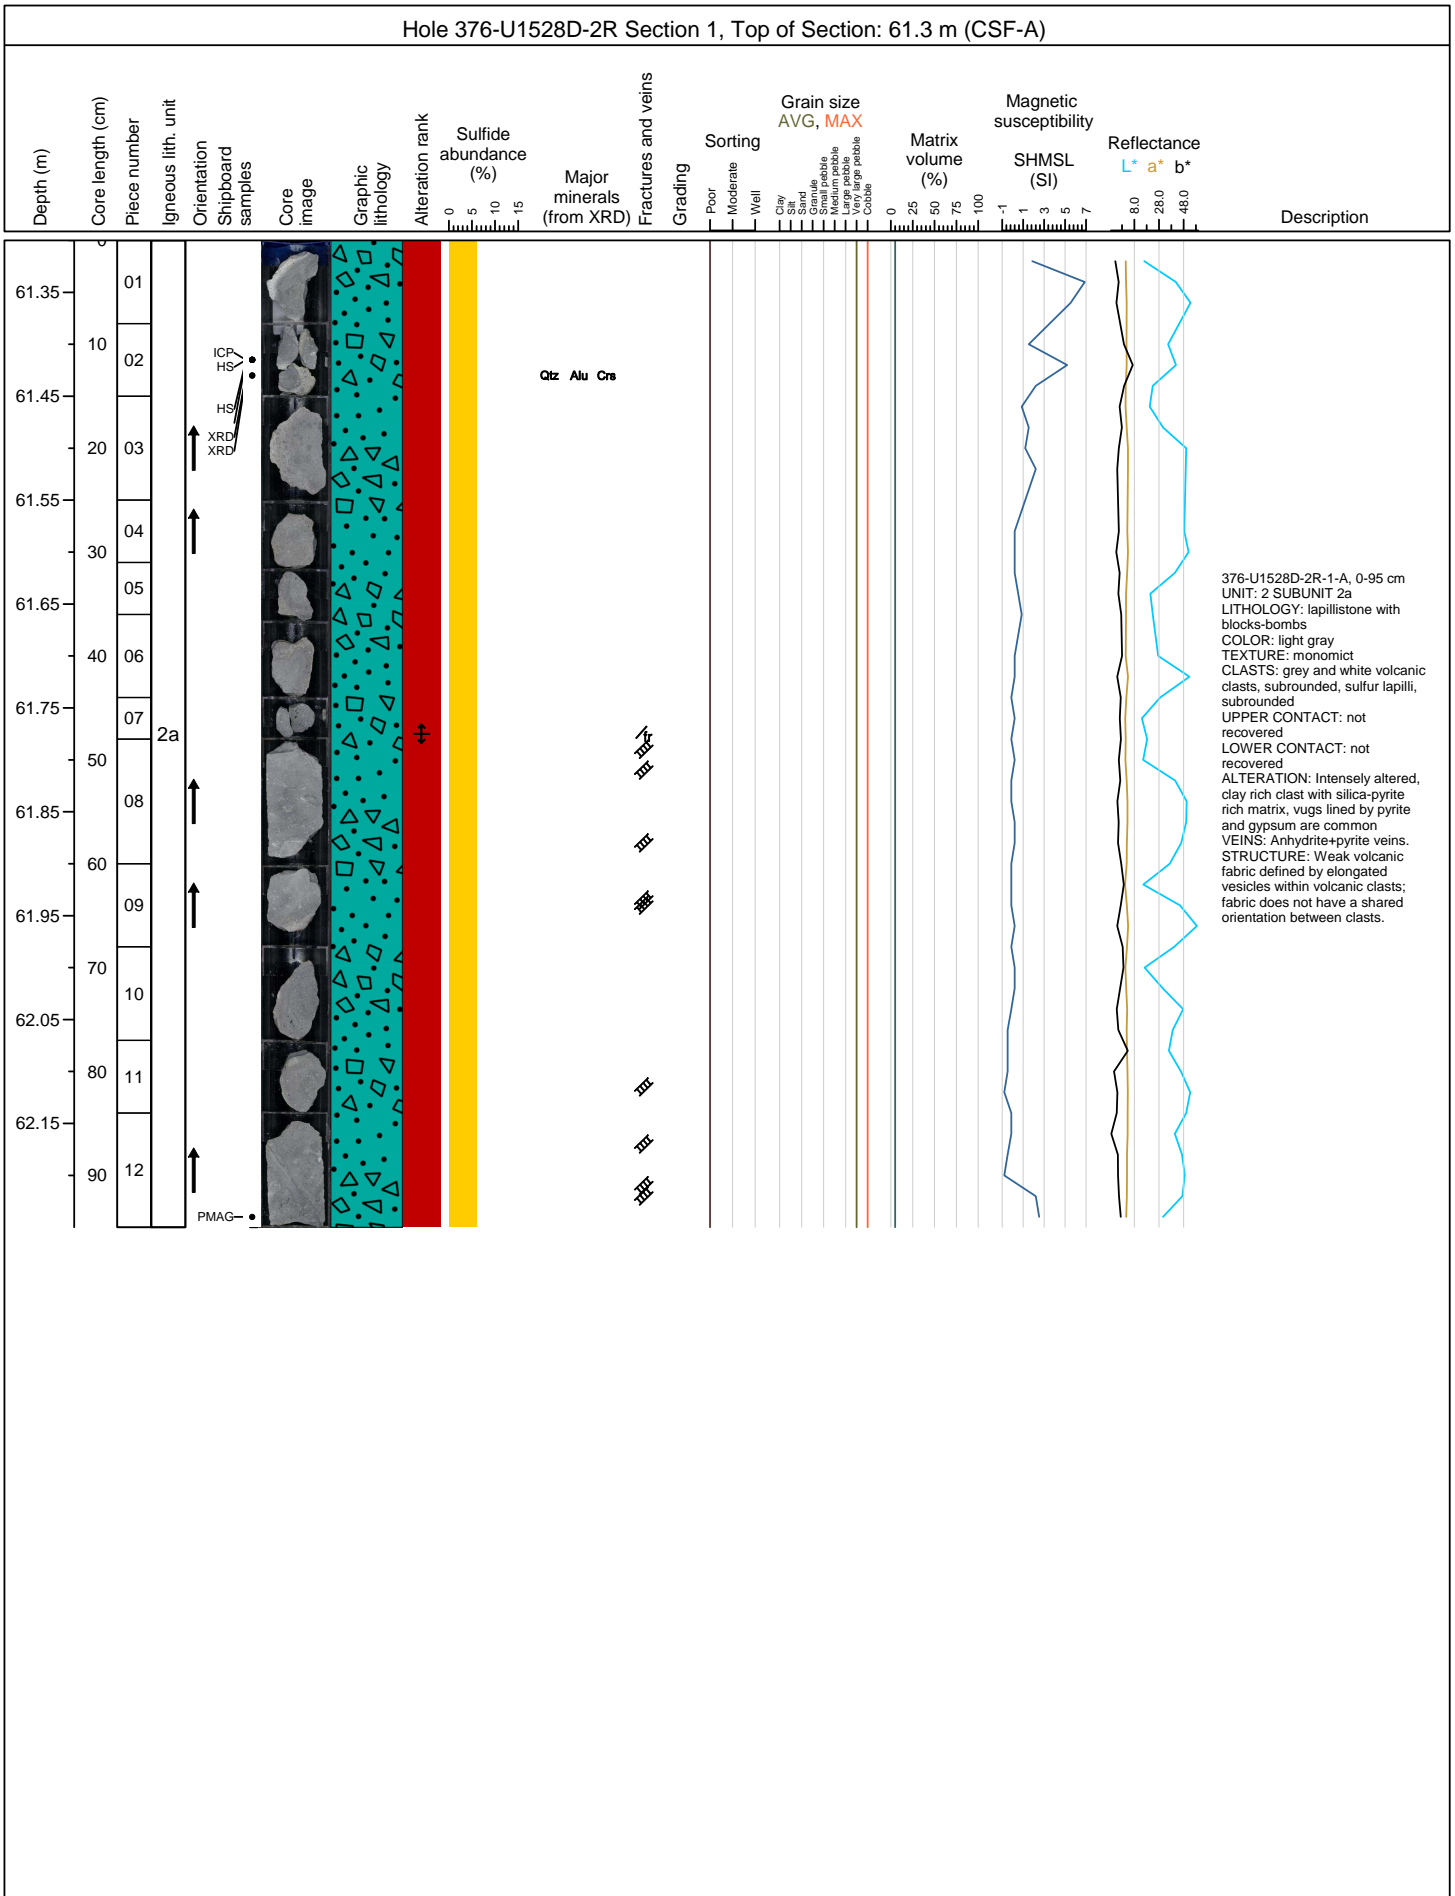 Hole 376-U1528D-2R Section 1, Top of Section: 61.3 m (CSF-A)
Depth (m)
Core length (cm)
Piece number
Igneous lith. unit
Orientation
Shipboard
samples
Core
image
Graphic
lithology
Alteration rank
Sulfide
abundance
(%)
0 5 10 15
Major
minerals
(from XRD)
Fractures and veins
Grading
Sorting
Poor
Moderate
Well
Grain size
AVG, MAX
Clay
Silt
Sand
Granule
Small pebble
Medium pebble
Large pebble
Very large pebble
Cobble
Matrix
volume
(%)
0 25 50 75 100
Magnetic
susceptibility
SHMSL
(SI)
-1 1 3 5 7
Reflectance
L* a* b*
8.0 28.0 48.0
Description
0
01
61.35
10
02
ICP
HS
Qtz Alu Crs
61.45
HS
XRD
XRD
20
03
61.55
04
30
05
61.65
06
40
61.75
07
2a
fr
50
08
61.85
60
09
61.95
70
10
62.05
80
11
62.15
90
12
PMAG
376-U1528D-2R-1-A, 0-95 cm
UNIT: 2 SUBUNIT 2a
LITHOLOGY: lapillistone with
blocks-bombs
COLOR: light gray
TEXTURE: monomict
CLASTS: grey and white volcanic
clasts, subrounded, sulfur lapilli,
subrounded
UPPER CONTACT: not
recovered
LOWER CONTACT: not
recovered
ALTERATION: Intensely altered,
clay rich clast with silica-pyrite
rich matrix, vugs lined by pyrite
and gypsum are common
VEINS: Anhydrite+pyrite veins.
STRUCTURE: Weak volcanic
fabric defined by elongated
vesicles within volcanic clasts;
fabric does not have a shared
orientation between clasts.